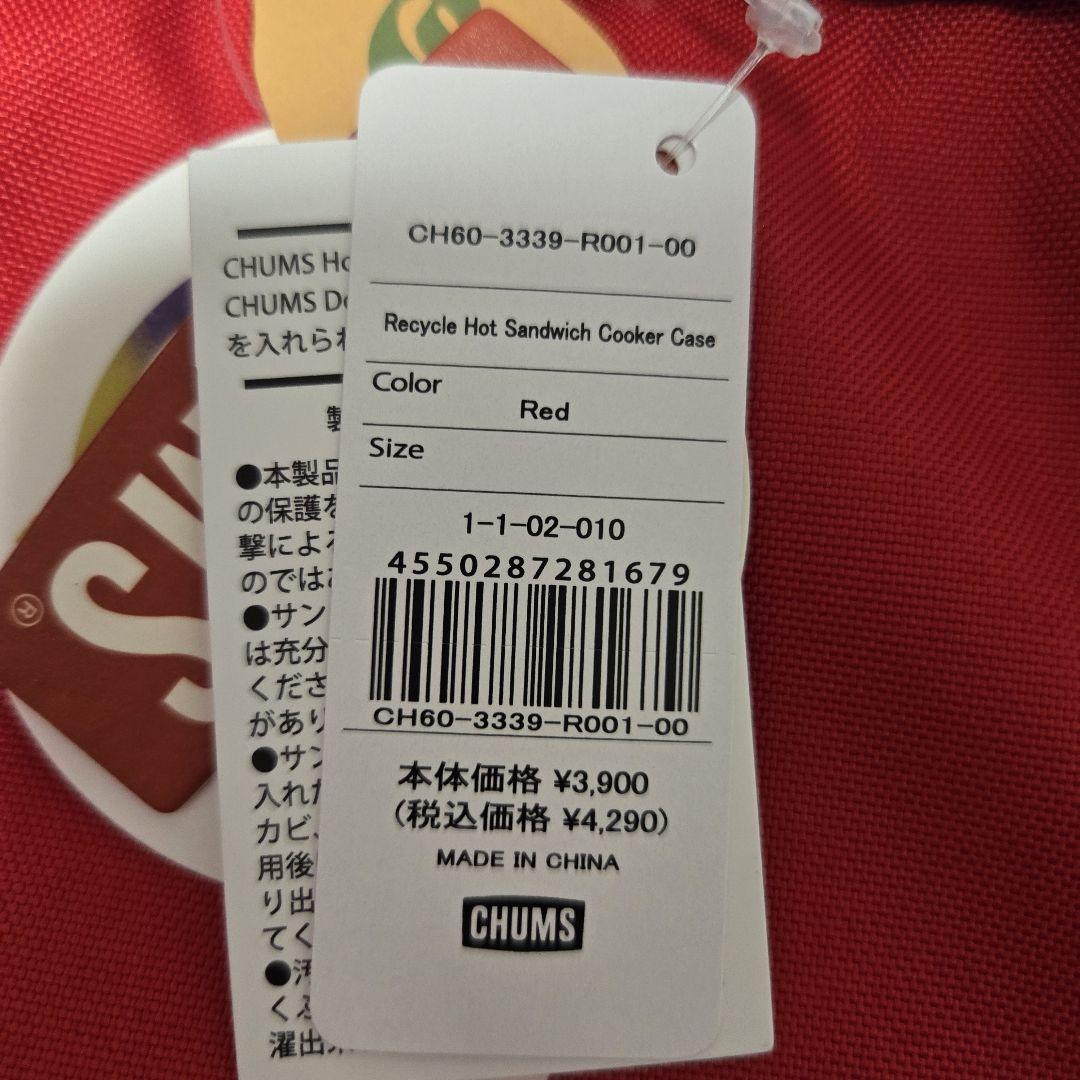 CH60-3339-R001-00
Recycle Hot Sandwich Cooker Case
Color
Red
Size
1-1-02-010
4550287281679
CH60-3339-R001-00
本体価格 ¥3,900
(税込価格 ¥4,290)
MADE IN CHINA
CHUMS
CHUMS
CHUMS
を入れられ
●本製品
の保護を
撃による
のでは
●サン
は充分
くださ
があり
●サン
入れた
カビ、
用後
り出
てく
●汚
くふ
濯出来
®